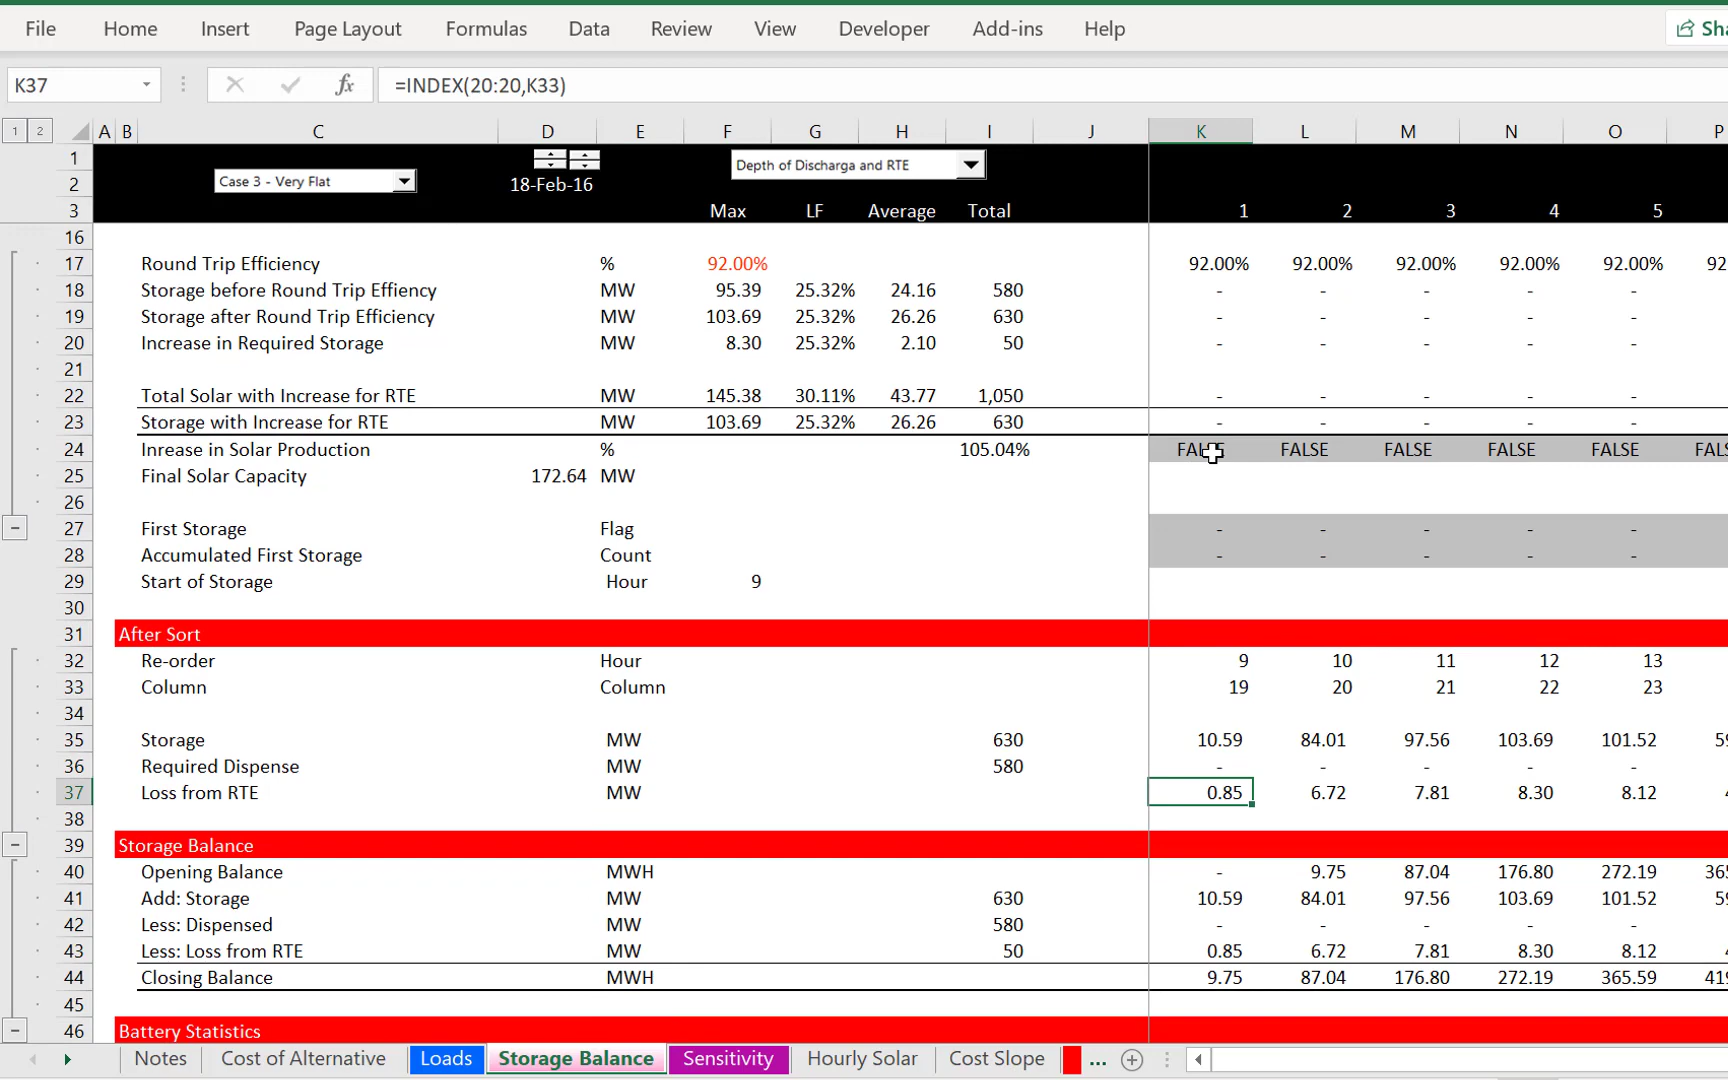 File Home Insert Page Layout Formulas Data Review View Developer Add-ins Help Sha
K37 fx =INDEX(20:20,K33)
1 2 A B C D E F G H I J K L M N O P
1 Depth of Discharga and RTE
2 Case 3 - Very Flat 18-Feb-16
3 Max LF Average Total 1 2 3 4 5
16
17 Round Trip Efficiency % 92.00% 92.00% 92.00% 92.00% 92.00% 92.00% 92
18 Storage before Round Trip Effiency MW 95.39 25.32% 24.16 580 - - - - -
19 Storage after Round Trip Efficiency MW 103.69 25.32% 26.26 630 - - - - -
20 Increase in Required Storage MW 8.30 25.32% 2.10 50 - - - - -
21
22 Total Solar with Increase for RTE MW 145.38 30.11% 43.77 1,050 - - - - -
23 Storage with Increase for RTE MW 103.69 25.32% 26.26 630 - - - - -
24 Inrease in Solar Production % 105.04% FALSE FALSE FALSE FALSE FALSE FALS
25 Final Solar Capacity 172.64 MW
26
27 First Storage Flag - - - - -
28 Accumulated First Storage Count - - - - -
29 Start of Storage Hour 9
30
31 After Sort
32 Re-order Hour 9 10 11 12 13
33 Column Column 19 20 21 22 23
34
35 Storage MW 630 10.59 84.01 97.56 103.69 101.52 59
36 Required Dispense MW 580 - - - - -
37 Loss from RTE MW 0.85 6.72 7.81 8.30 8.12
38
39 Storage Balance
40 Opening Balance MWH - 9.75 87.04 176.80 272.19 365
41 Add: Storage MW 630 10.59 84.01 97.56 103.69 101.52 59
42 Less: Dispensed MW 580 - - - - -
43 Less: Loss from RTE MW 50 0.85 6.72 7.81 8.30 8.12
44 Closing Balance MWH 9.75 87.04 176.80 272.19 365.59 419
45
46 Battery Statistics
Notes Cost of Alternative Loads Storage Balance Sensitivity Hourly Solar Cost Slope ...